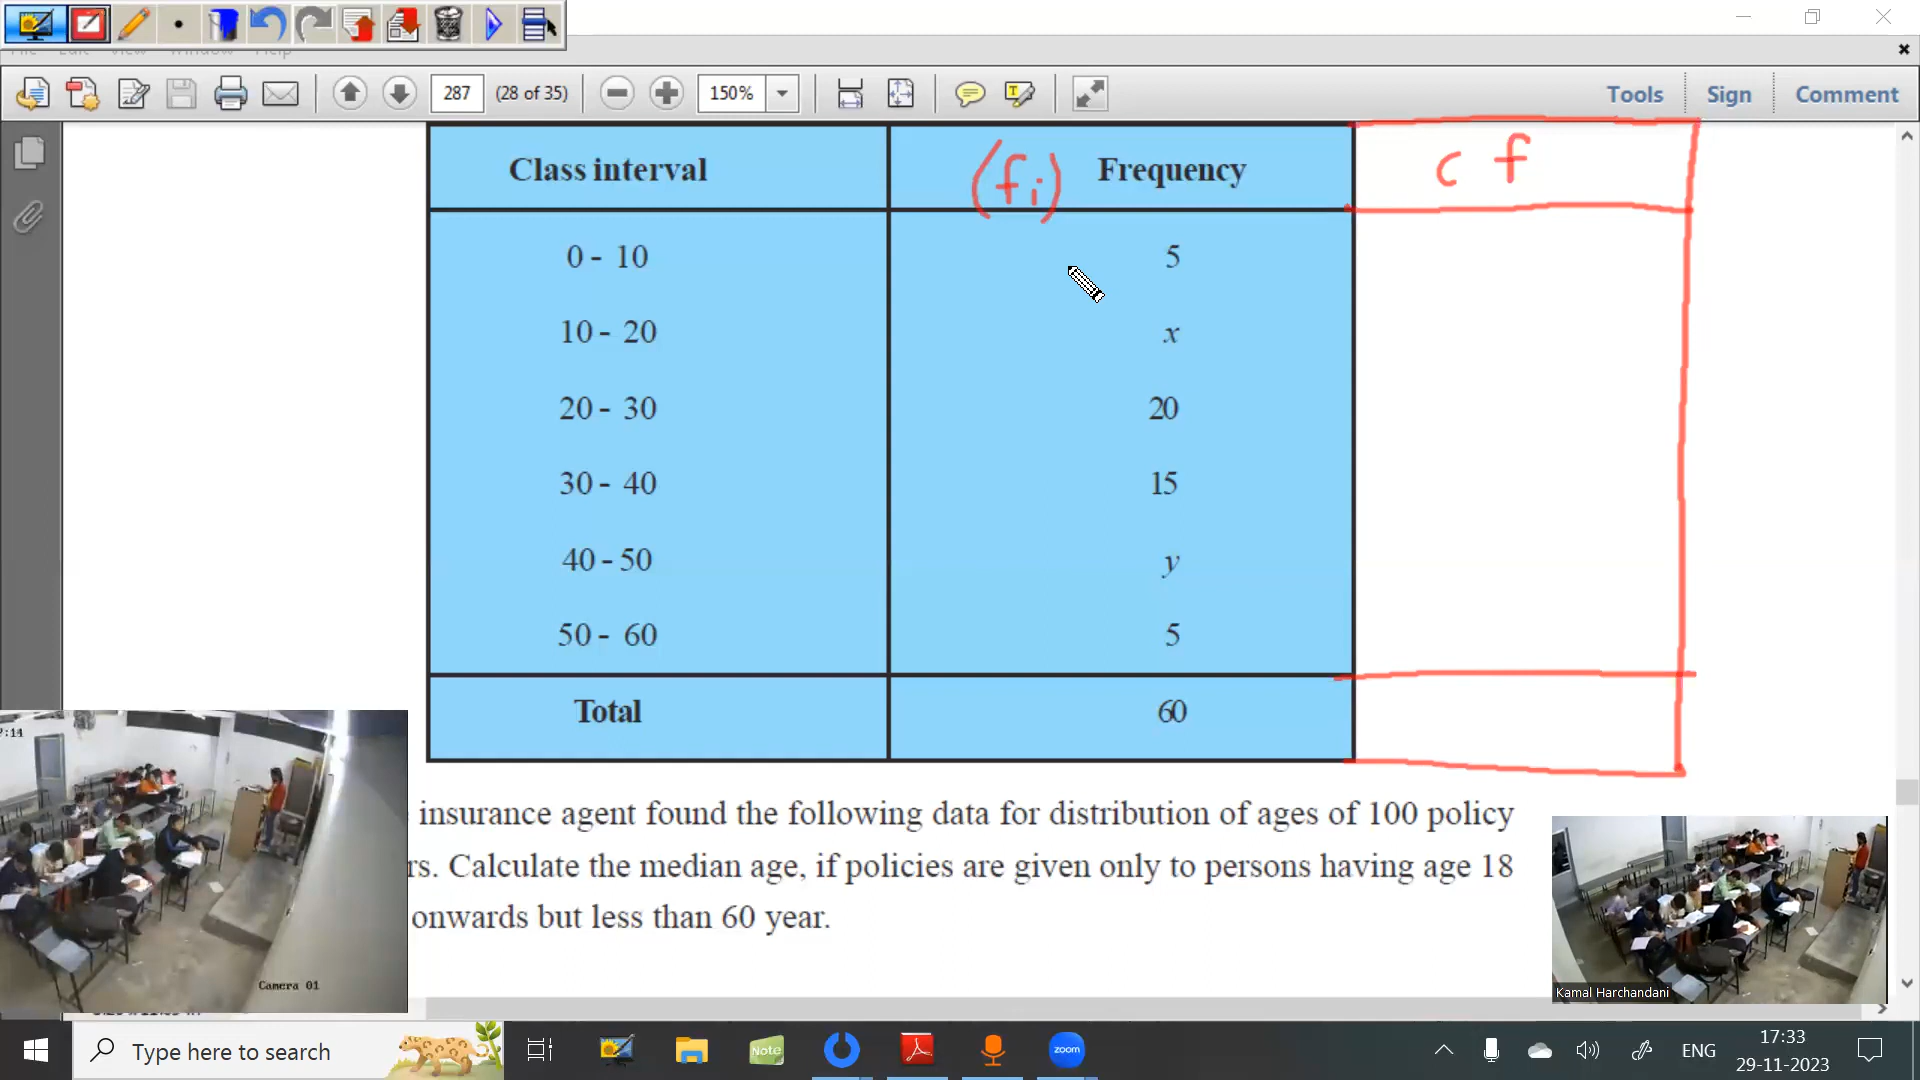 287 (28 of 35) 150% Tools Sign Comment
Class interval (fi) Frequency c f
0 - 10 5
10 - 20 x
20 - 30 20
30 - 40 15
40 - 50 y
50 - 60 5
Total 60
insurance agent found the following data for distribution of ages of 100 policy
rs. Calculate the median age, if policies are given only to persons having age 18
onwards but less than 60 year.
:14
Camera 01
Kamal Harchandani
Type here to search
Note
zoom
ENG
17:33
29-11-2023